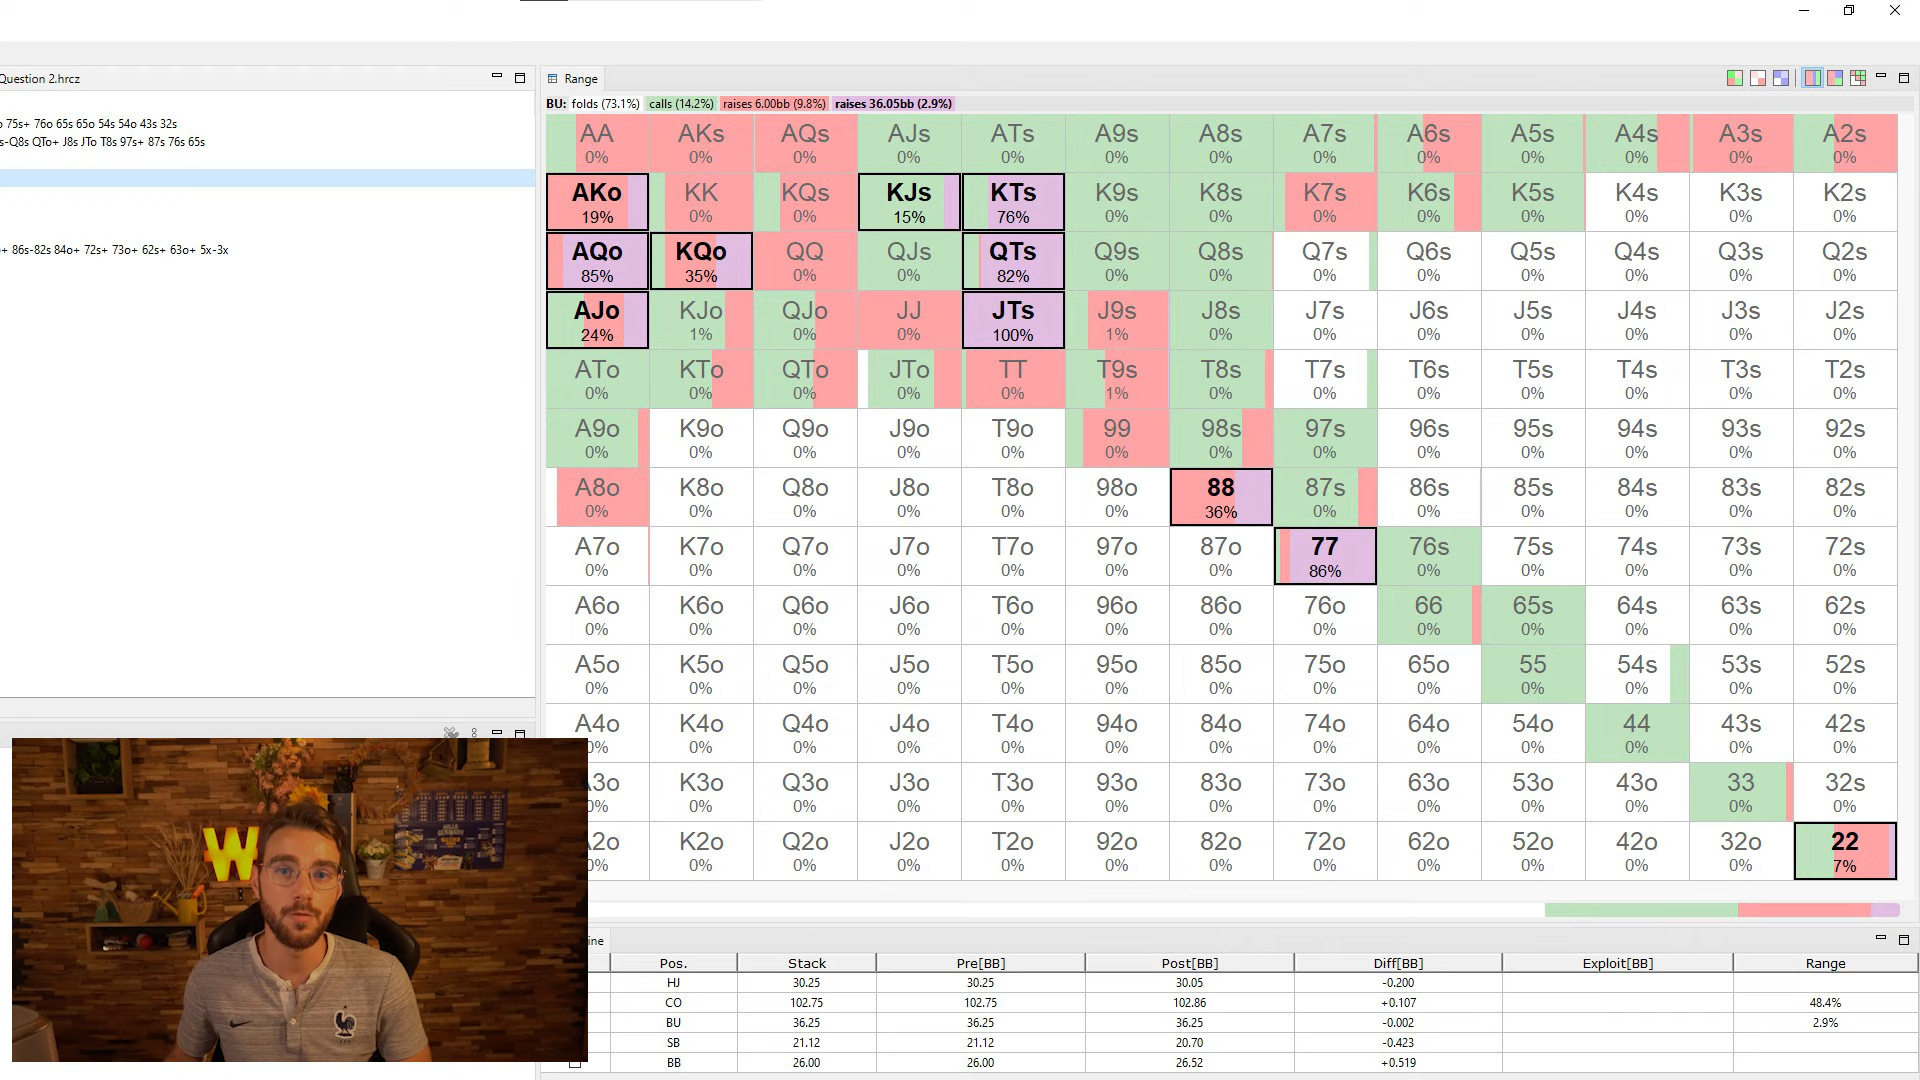 Question 2.hrcz
Range
BU: folds (73.1%) calls (14.2%) raises 6.00bb (9.8%) raises 36.05bb (2.9%)
o 75s+ 76o 65s 65o 54s 54o 43s 32s
s-Q8s QTo+ J8s JTo T8s 97s+ 87s 76s 65s
o+ 86s-82s 84o+ 72s+ 73o+ 62s+ 63o+ 5x-3x
AA AKs AQs AJs ATs A9s A8s A7s A6s A5s A4s A3s A2s
0% 0% 0% 0% 0% 0% 0% 0% 0% 0% 0% 0% 0%
AKo KK KQs KJs KTs K9s K8s K7s K6s K5s K4s K3s K2s
19% 0% 0% 15% 76% 0% 0% 0% 0% 0% 0% 0% 0%
AQo KQo QQ QJs QTs Q9s Q8s Q7s Q6s Q5s Q4s Q3s Q2s
85% 35% 0% 0% 82% 0% 0% 0% 0% 0% 0% 0% 0%
AJo KJo QJo JJ JTs J9s J8s J7s J6s J5s J4s J3s J2s
24% 1% 0% 0% 100% 1% 0% 0% 0% 0% 0% 0% 0%
ATo KTo QTo JTo TT T9s T8s T7s T6s T5s T4s T3s T2s
0% 0% 0% 0% 0% 1% 0% 0% 0% 0% 0% 0% 0%
A9o K9o Q9o J9o T9o 99 98s 97s 96s 95s 94s 93s 92s
0% 0% 0% 0% 0% 0% 0% 0% 0% 0% 0% 0% 0%
A8o K8o Q8o J8o T8o 98o 88 87s 86s 85s 84s 83s 82s
0% 0% 0% 0% 0% 0% 36% 0% 0% 0% 0% 0% 0%
A7o K7o Q7o J7o T7o 97o 87o 77 76s 75s 74s 73s 72s
0% 0% 0% 0% 0% 0% 0% 86% 0% 0% 0% 0% 0%
A6o K6o Q6o J6o T6o 96o 86o 76o 66 65s 64s 63s 62s
0% 0% 0% 0% 0% 0% 0% 0% 0% 0% 0% 0% 0%
A5o K5o Q5o J5o T5o 95o 85o 75o 65o 55 54s 53s 52s
0% 0% 0% 0% 0% 0% 0% 0% 0% 0% 0% 0% 0%
A4o K4o Q4o J4o T4o 94o 84o 74o 64o 54o 44 43s 42s
0% 0% 0% 0% 0% 0% 0% 0% 0% 0% 0% 0% 0%
3o K3o Q3o J3o T3o 93o 83o 73o 63o 53o 43o 33 32s
0% 0% 0% 0% 0% 0% 0% 0% 0% 0% 0% 0% 0%
2o K2o Q2o J2o T2o 92o 82o 72o 62o 52o 42o 32o 22
0% 0% 0% 0% 0% 0% 0% 0% 0% 0% 0% 0% 7%
W
ine
Pos. Stack Pre[BB] Post[BB] Diff[BB] Exploit[BB] Range
HJ 30.25 30.25 30.05 -0.200
CO 102.75 102.75 102.86 +0.107 48.4%
BU 36.25 36.25 36.25 -0.002 2.9%
SB 21.12 21.12 20.70 -0.423
BB 26.00 26.00 26.52 +0.519